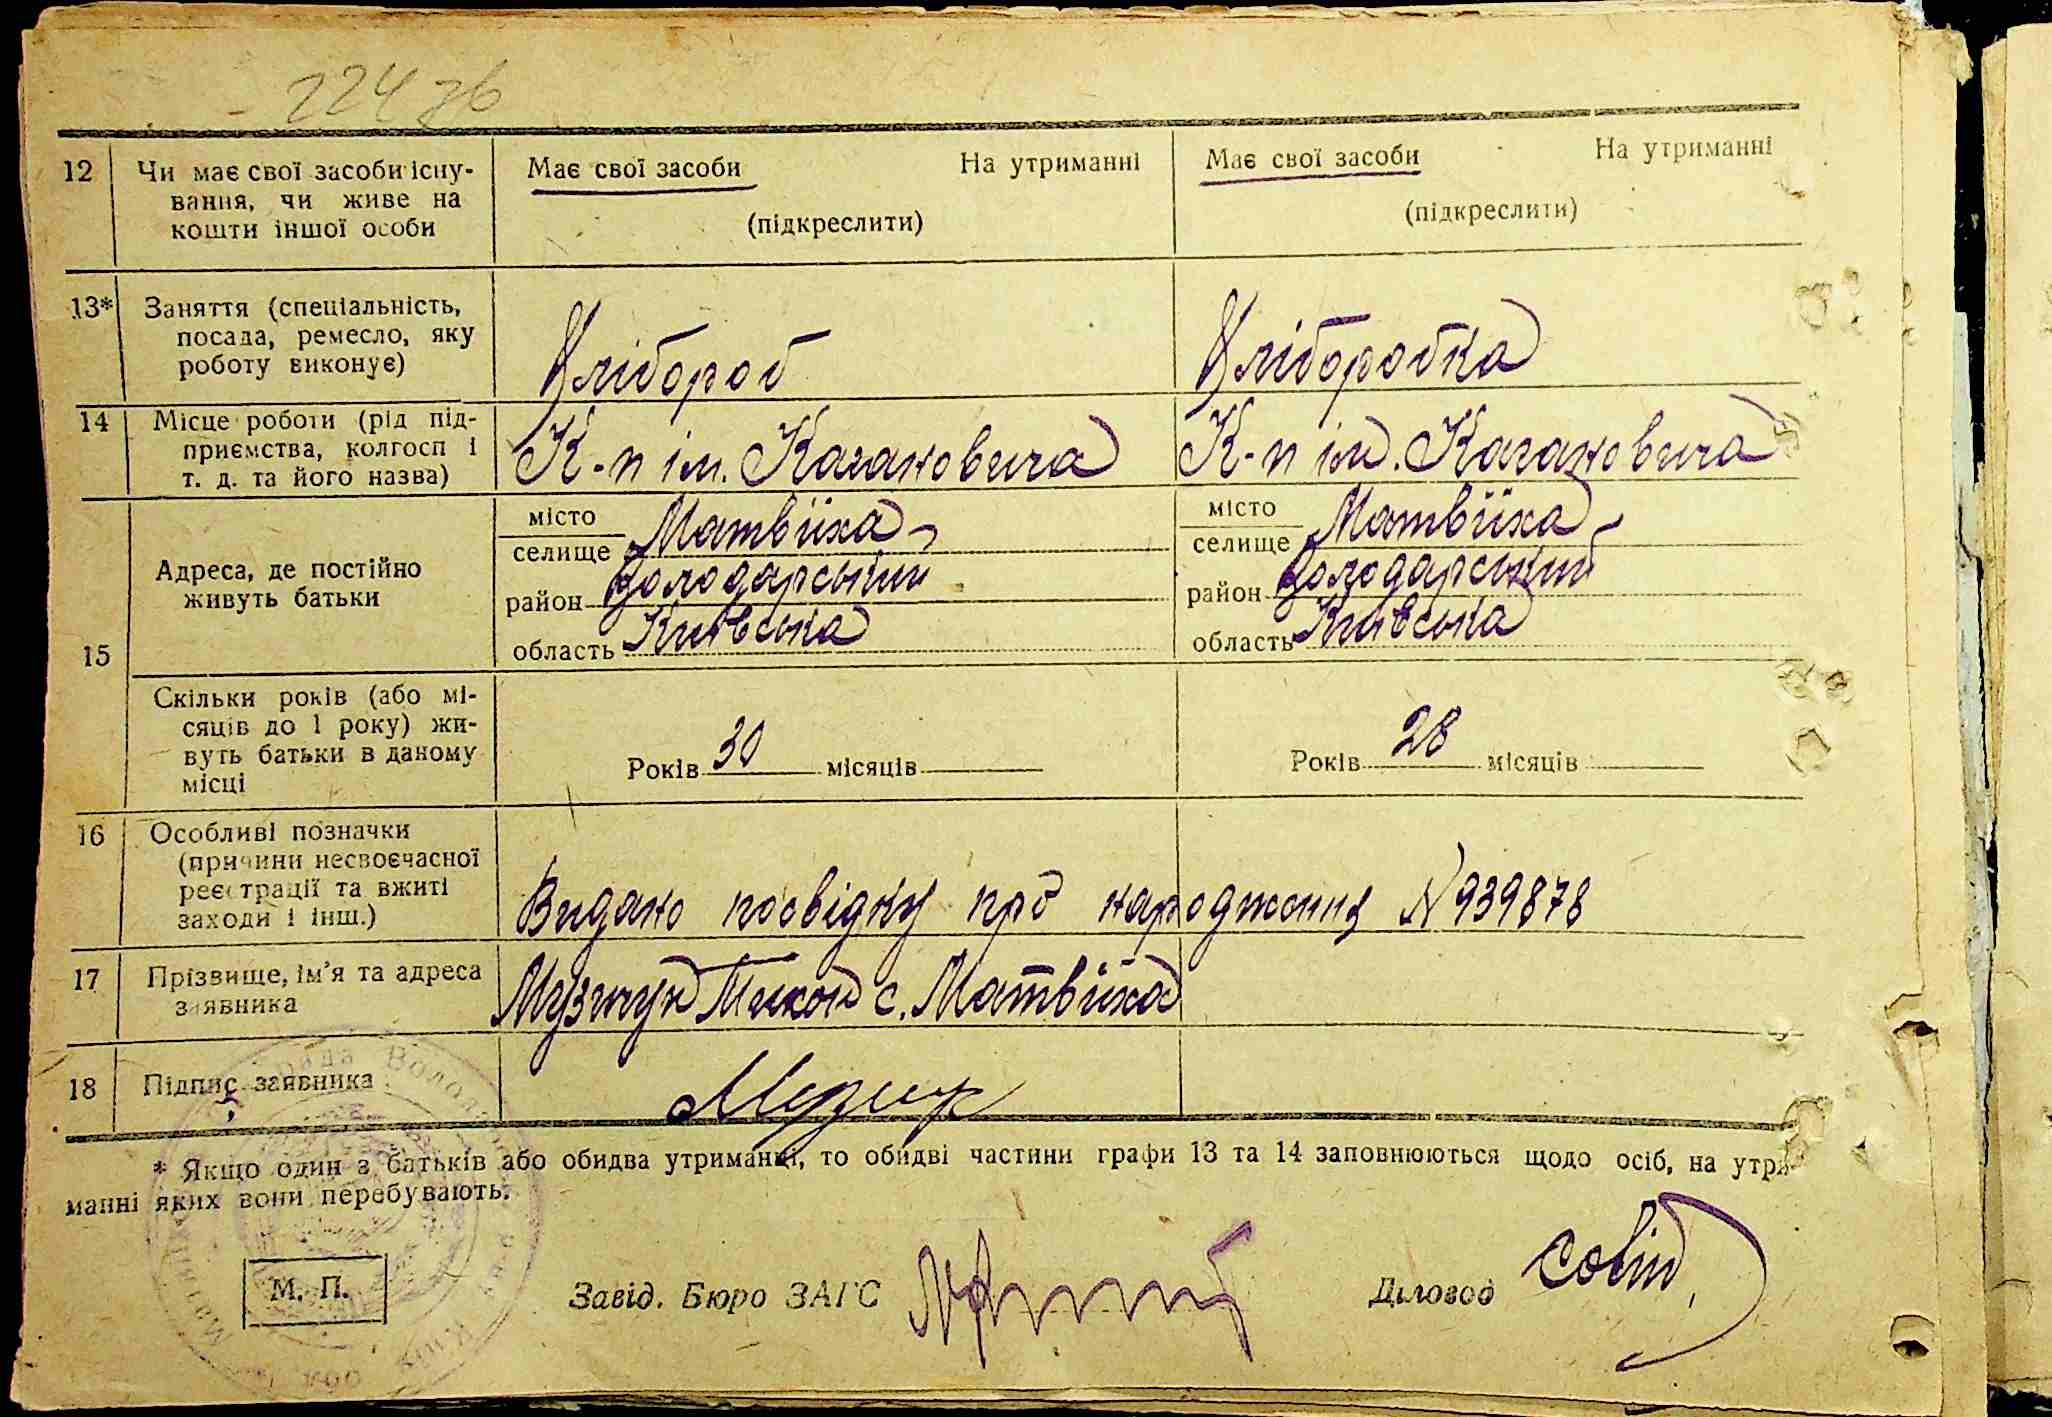 224 зв
12 Чи має свої засоби існу- Має свої засоби На утриманні Має свої засоби На утриманні
вання, чи живе на
кошти іншої особи (підкреслити) (підкреслити)
13* Заняття (спеціальність,
посада, ремесло, яку
роботу виконує) Хлібороб Хліборобка
14 Місце роботи (рід під-
приємства, колгосп і К-п ім. Кагановича К-п ім. Кагановича
т. д. та його назва)
15 Адреса, де постійно
живуть батьки
місто
селище Матвїіха місто
селище Матвїіха
район Володарський район Володарський
область Київська область Київська
Скільки років (або мі-
сяців до 1 року) жи-
вуть батьки в даному
місці
Років 30 місяців Років 28 місяців
16 Особливі позначки
(причини несвоєчасної
реєстрації та вжиті
заходи і інш.) Видано посвідку про народження № 939878
17 Прізвище, ім'я та адреса
заявника Музичук Тихон с. Матвїіха
18 Підпис заявника
* Якщо один з батьків або обидва утриманці, то обидві частини графи 13 та 14 заповнюються щодо осіб, на утри-
манні яких вони перебувають.
М. П. Завід. Бюро ЗАГС Діловод